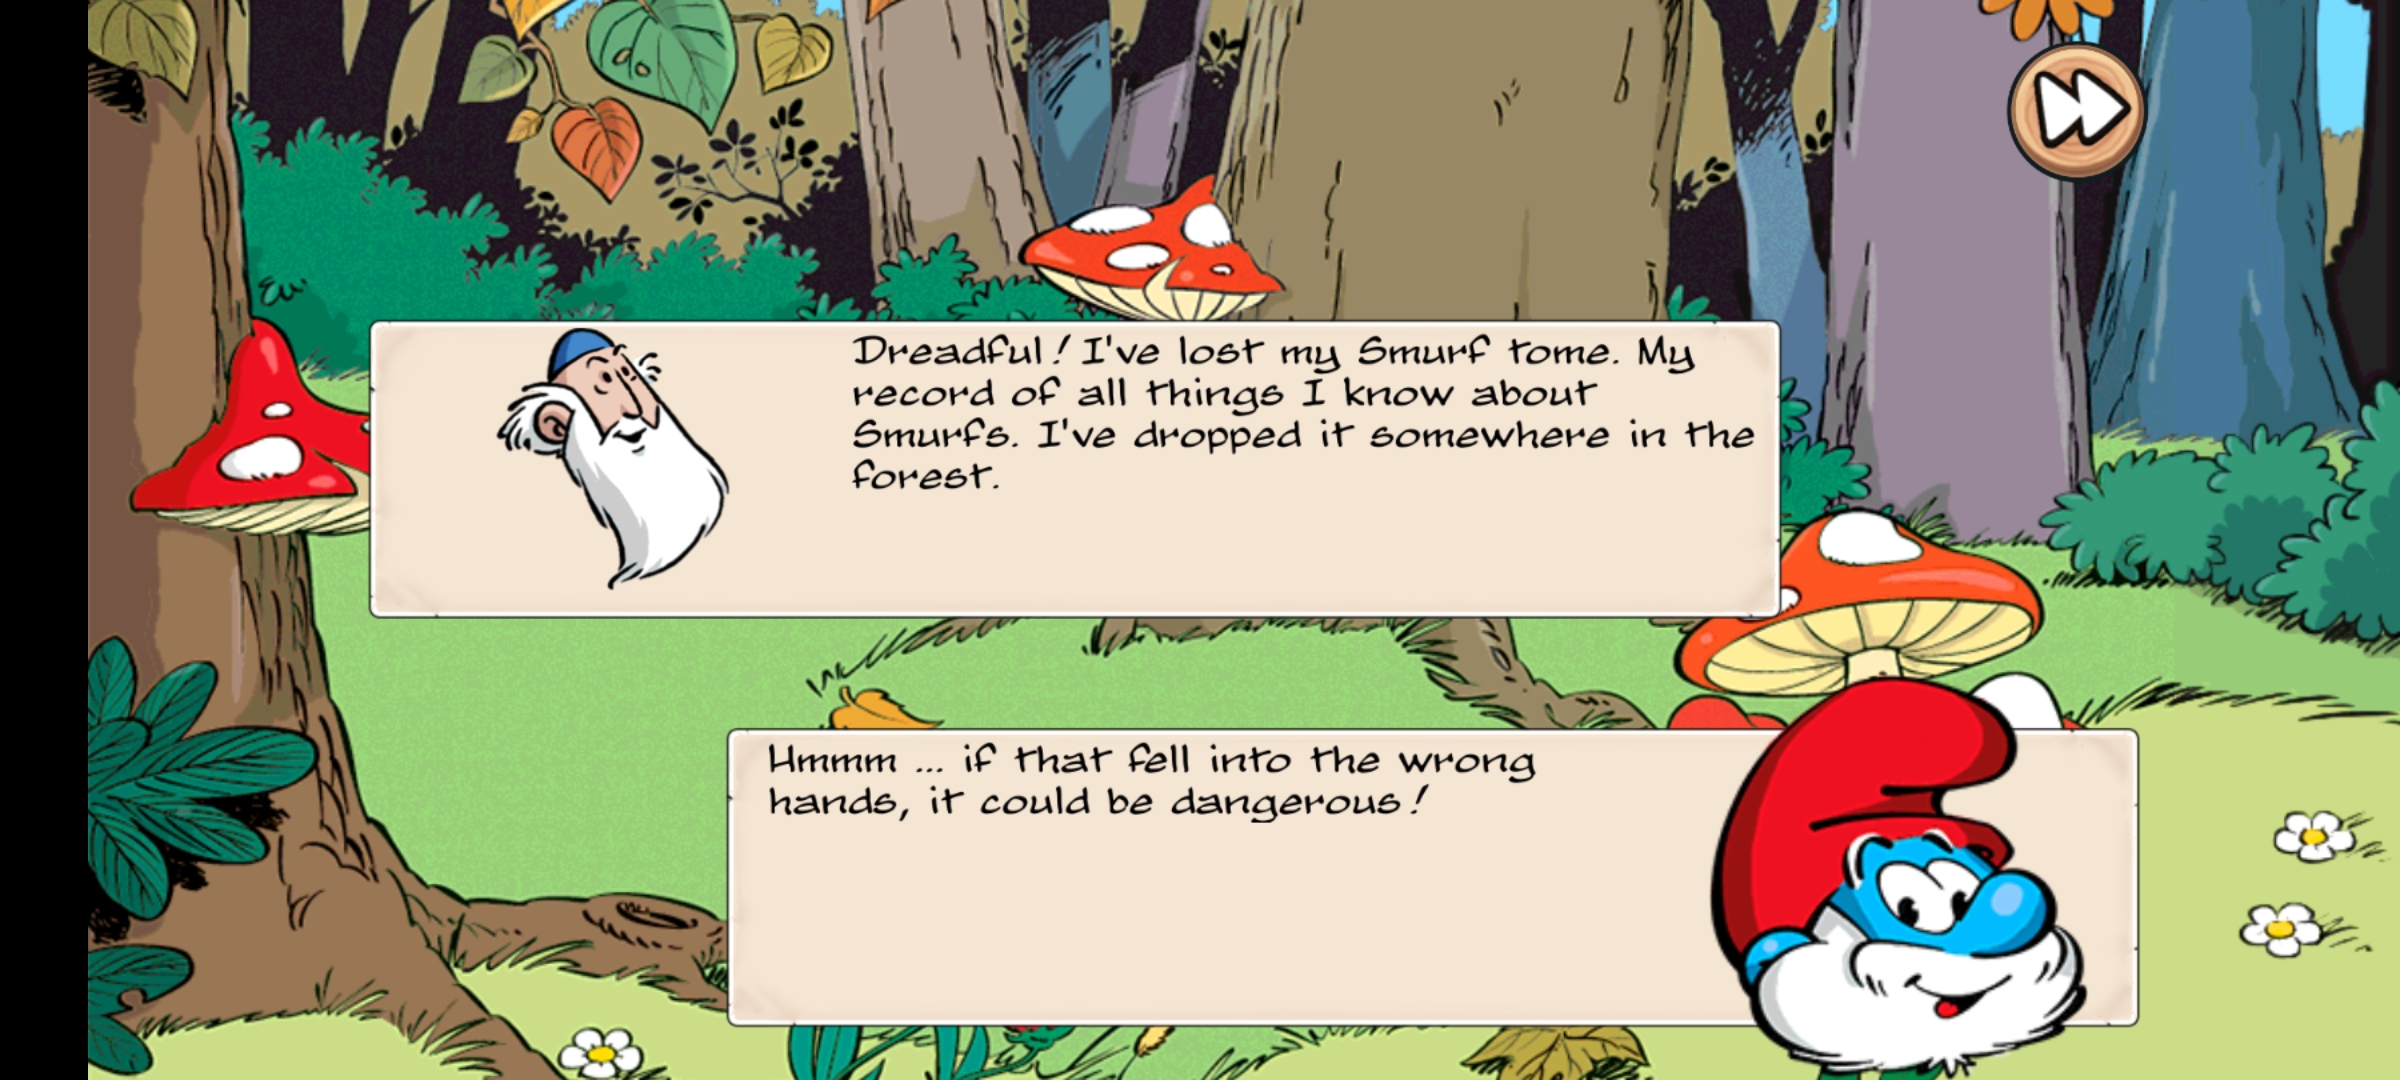 Dreadful! I've lost my Smurf tome. My
record of all things I know about
Smurfs. I've dropped it somewhere in the
forest.
Hmmm ... if that fell into the wrong
hands, it could be dangerous!